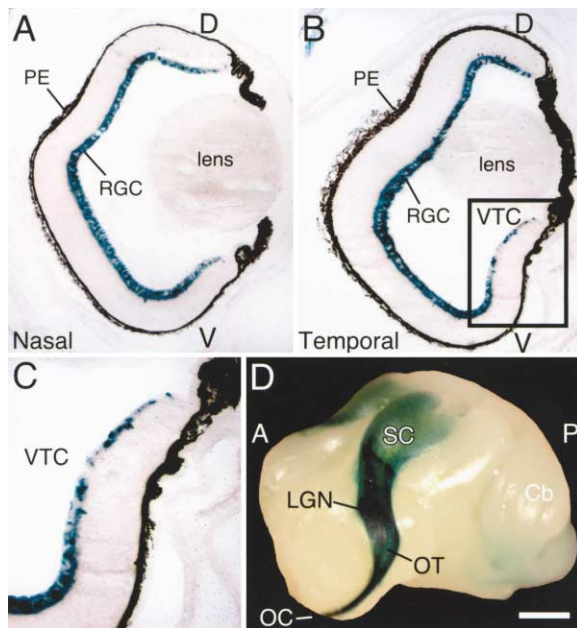 A
D
PE
lens
RGC
Nasal
V
B
D
PE
lens
RGC
VTC
Temporal
V
C
VTC
D
A
SC
P
LGN
Cb
OT
OC